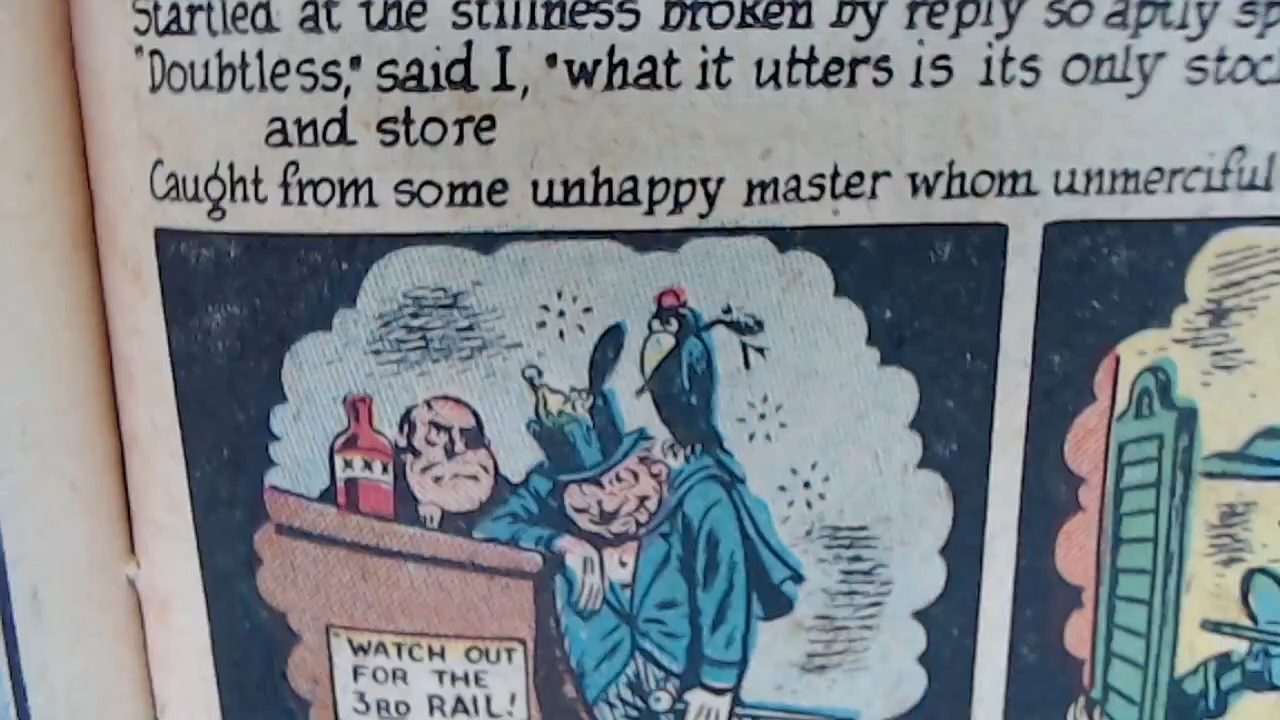 Startled at the stillness broken by reply so aptly
"Doubtless," said I, "what it utters is its only
and store
Caught from some unhappy master whom unmerciful
XXX
WATCH OUT
FOR THE
3RD RAIL!